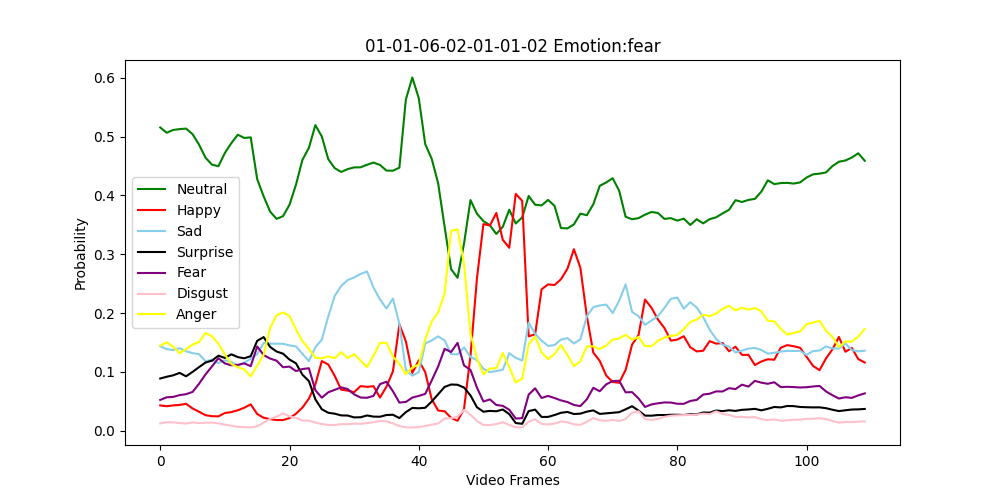 01-01-06-02-01-01-02 Emotion:fear
0.6
0.5
0.4
0.3
0.2
0.1
0.0
Probability
Neutral
Happy
Sad
Surprise
Fear
Disgust
Anger
0 20 40 60 80 100
Video Frames